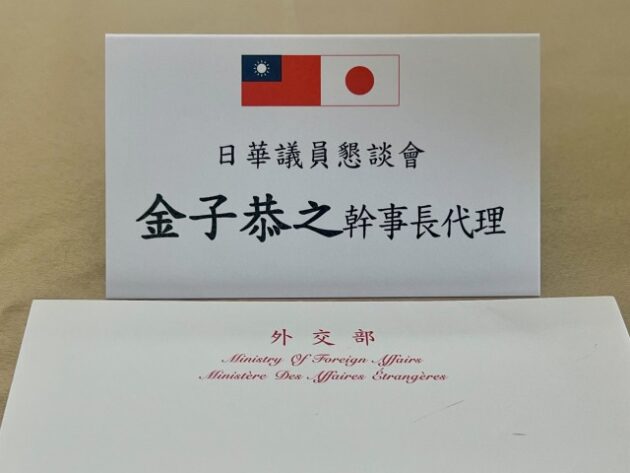 日華議員懇談會
金子恭之幹事長代理
外交部
Ministry Of Foreign Affairs
Ministère Des Affaires Étrangères